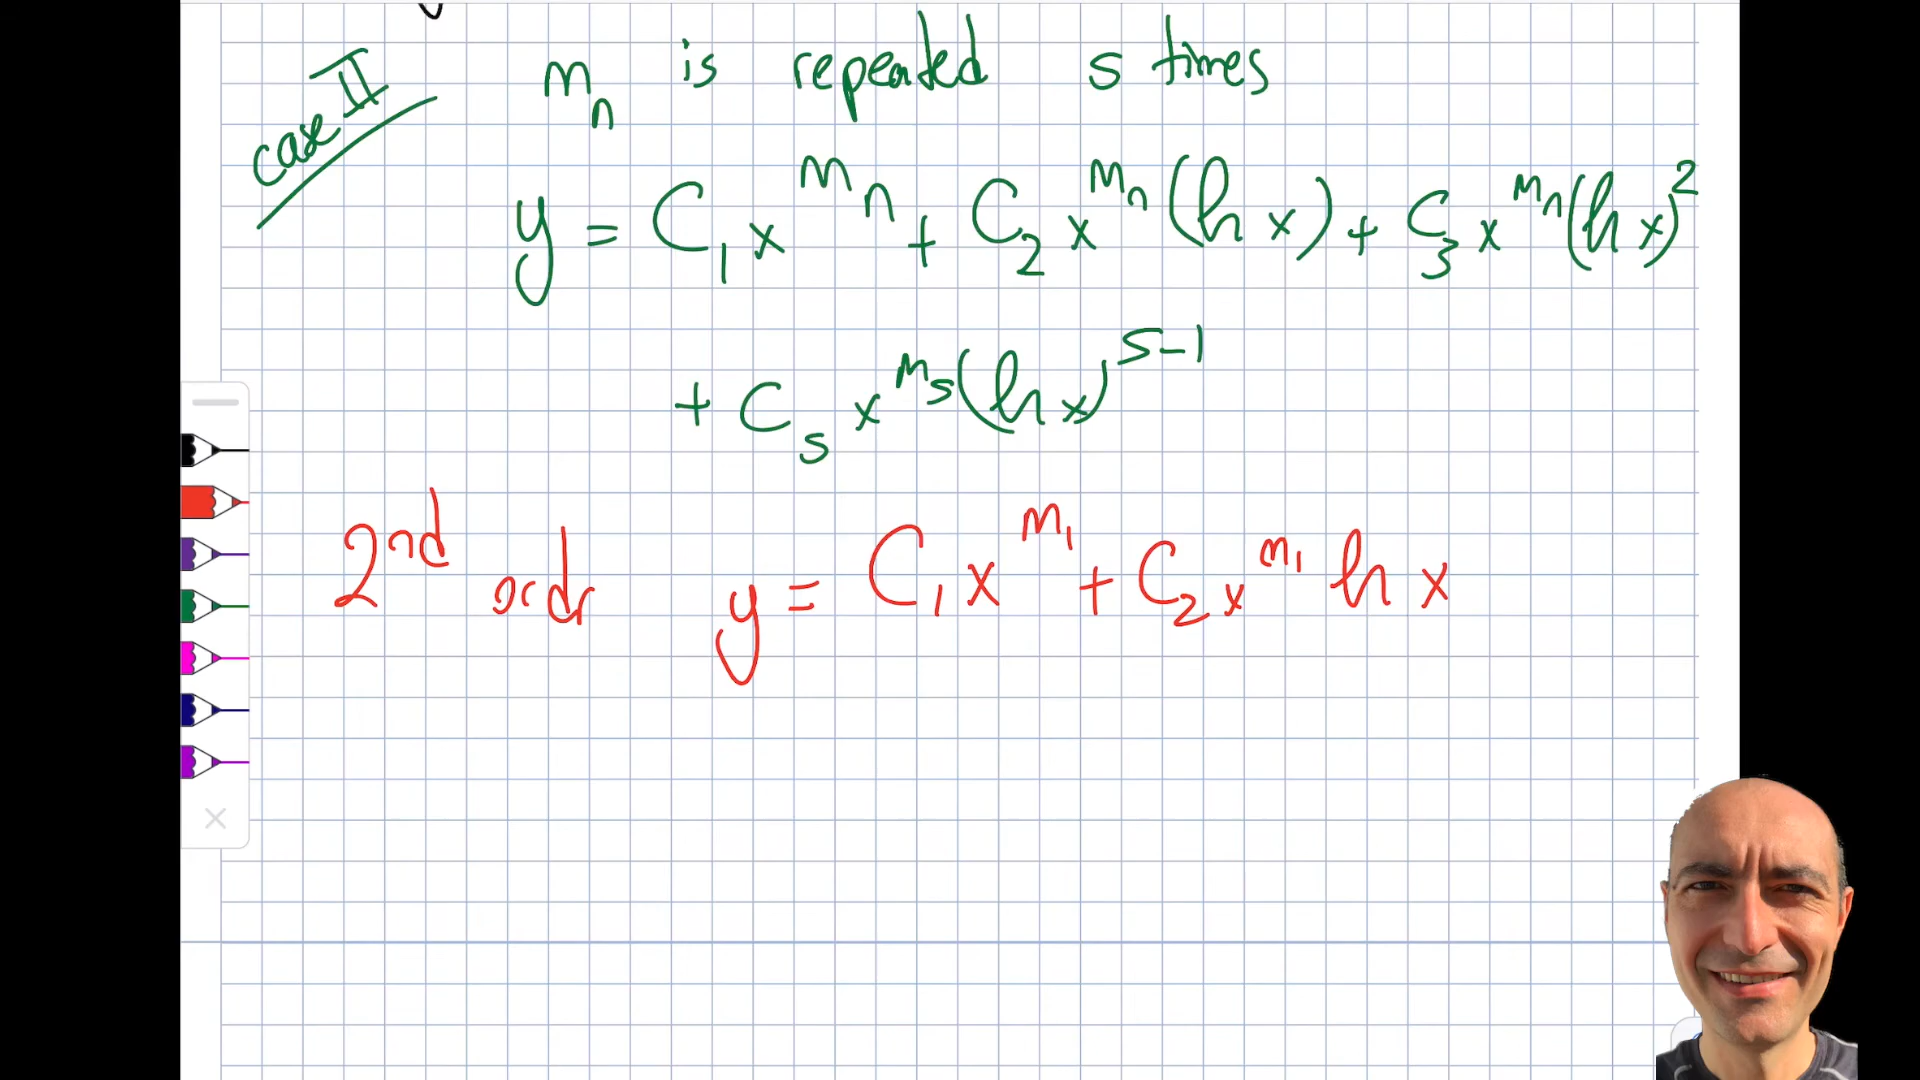 case II
m_n is repeated s times
y = C_1 x^{m_n} + C_2 x^{m_n} (ln x) + C_3 x^{m_n} (ln x)^2
+ C_s x^{m_s} (ln x)^{s-1}
2nd ordr y = C_1 x^{m_1} + C_2 x^{m_1} ln x